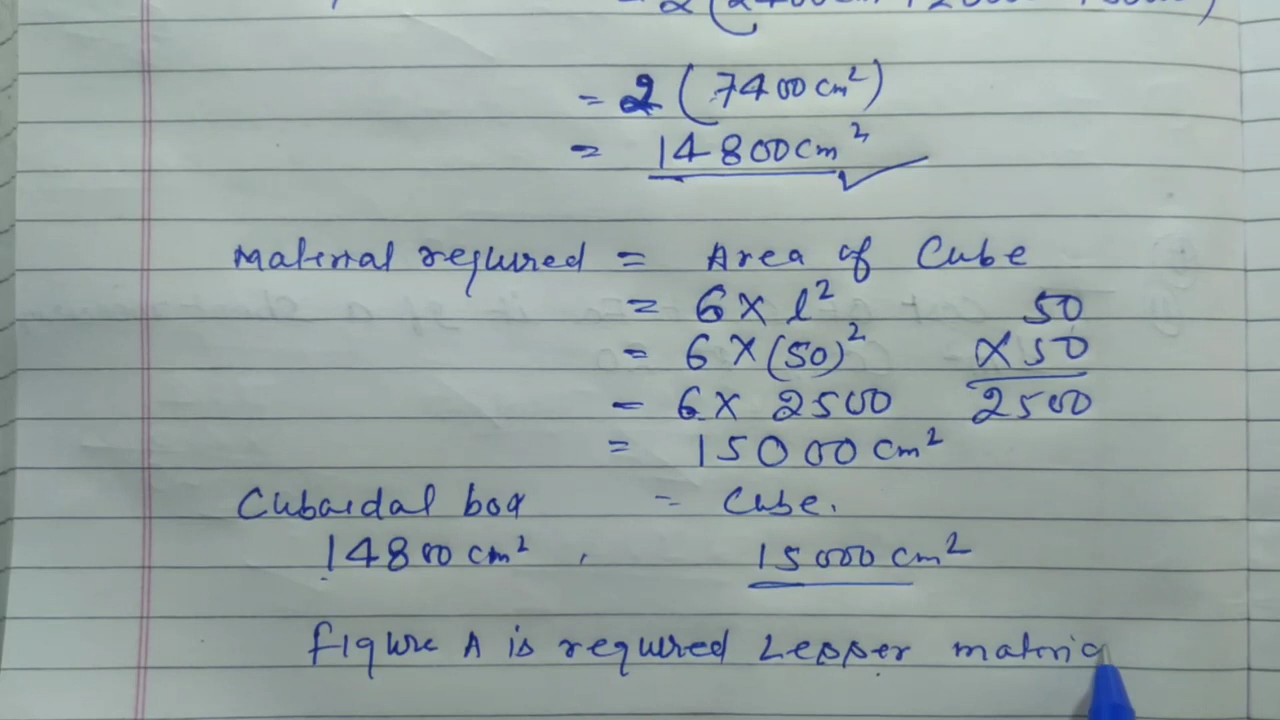 = 2 (7400 cm²)
= 14800 cm²
Material required = Area of Cube
= 6 × l² 50
= 6 × (50)² × 50
= 6 × 2500 2500
= 15000 cm²
Cuboidal box = Cube.
14800 cm² , 15000 cm²
figure A is required Lesser materia